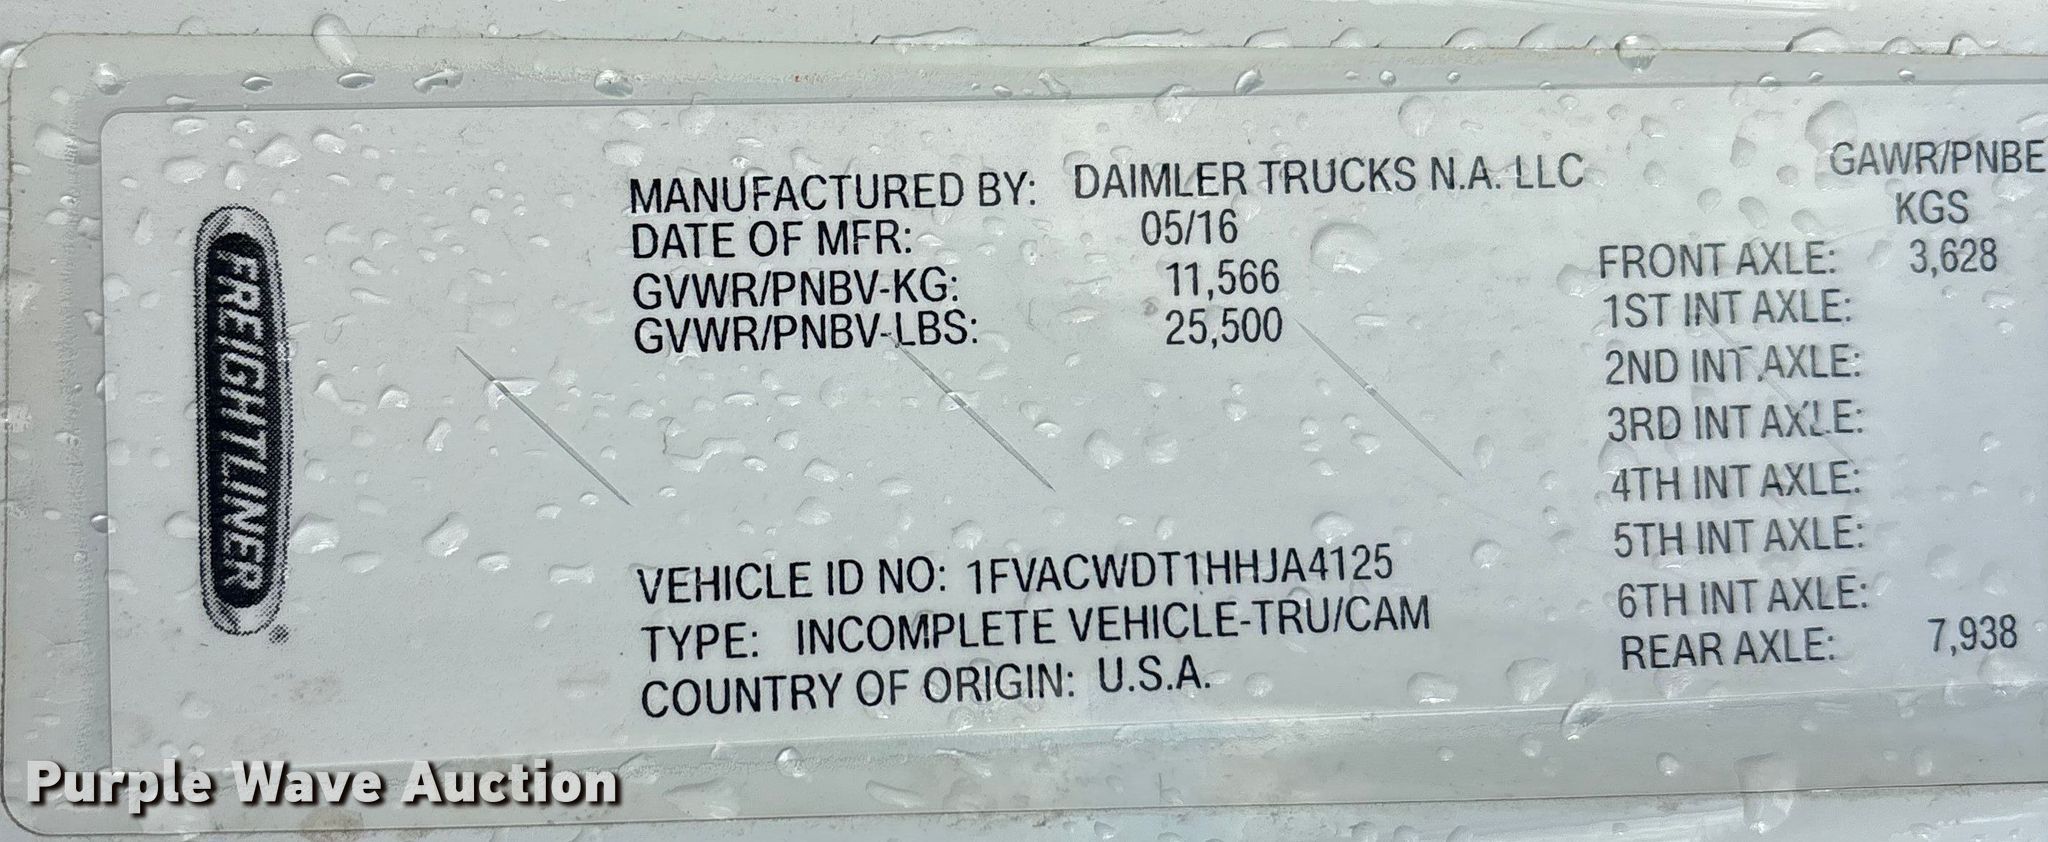 FREIGHTLINER
®
MANUFACTURED BY: DAIMLER TRUCKS N.A. LLC
DATE OF MFR: 05/16
GVWR/PNBV-KG: 11,566
GVWR/PNBV-LBS: 25,500
VEHICLE ID NO: 1FVACWDT1HHJA4125
TYPE: INCOMPLETE VEHICLE-TRU/CAM
COUNTRY OF ORIGIN: U.S.A.
GAWR/PNBE
KGS
FRONT AXLE: 3,628
1ST INT AXLE:
2ND INT AXLE:
3RD INT AXLE:
4TH INT AXLE:
5TH INT AXLE:
6TH INT AXLE:
REAR AXLE: 7,938
Purple Wave Auction